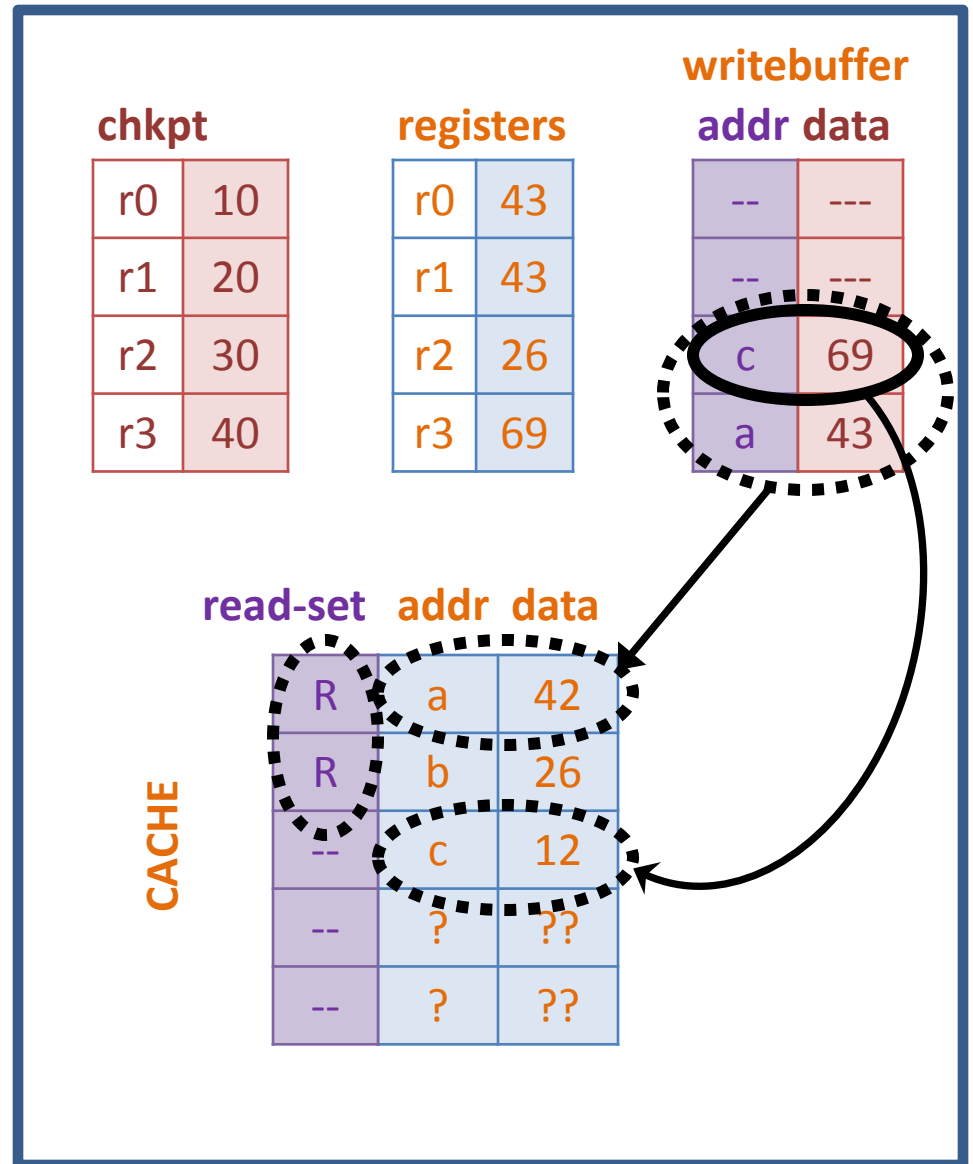 writebuffer
chkpt registers addr data
r0 10 r0 43 -- ---
r1 20 r1 43 -- ---
r2 30 r2 26 c 69
r3 40 r3 69 a 43
read-set addr data
R a 42
R b 26
CACHE
-- c 12
-- ? ??
-- ? ??